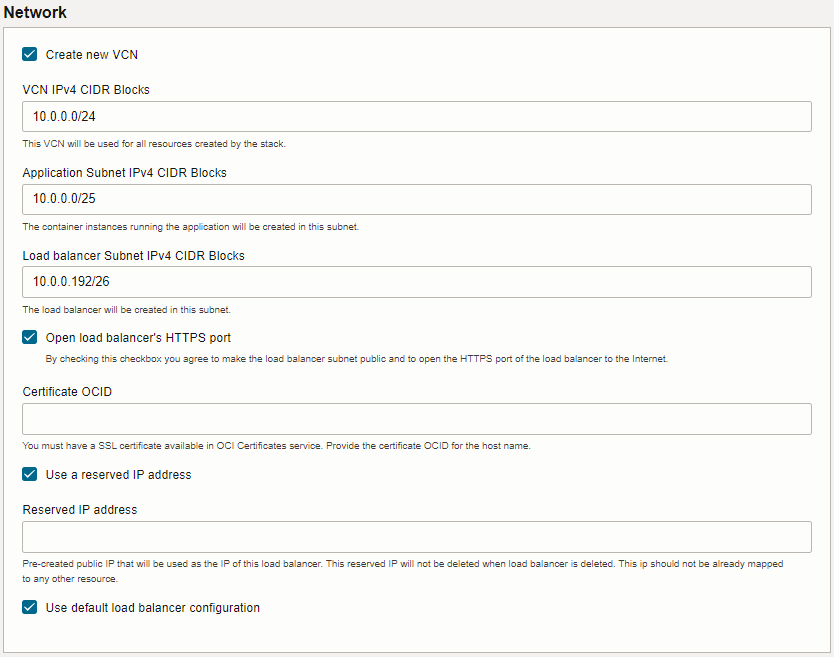 Network
Create new VCN
VCN IPv4 CIDR Blocks
10.0.0.0/24
This VCN will be used for all resources created by the stack.
Application Subnet IPv4 CIDR Blocks
10.0.0.0/25
The container instances running the application will be created in this subnet.
Load balancer Subnet IPv4 CIDR Blocks
10.0.0.192/26
The load balancer will be created in this subnet.
Open load balancer's HTTPS port
By checking this checkbox you agree to make the load balancer subnet public and to open the HTTPS port of the load balancer to the Internet.
Certificate OCID
You must have a SSL certificate available in OCI Certificates service. Provide the certificate OCID for the host name.
Use a reserved IP address
Reserved IP address
Pre-created public IP that will be used as the IP of this load balancer. This reserved IP will not be deleted when load balancer is deleted. This ip should not be already mapped
to any other resource.
Use default load balancer configuration